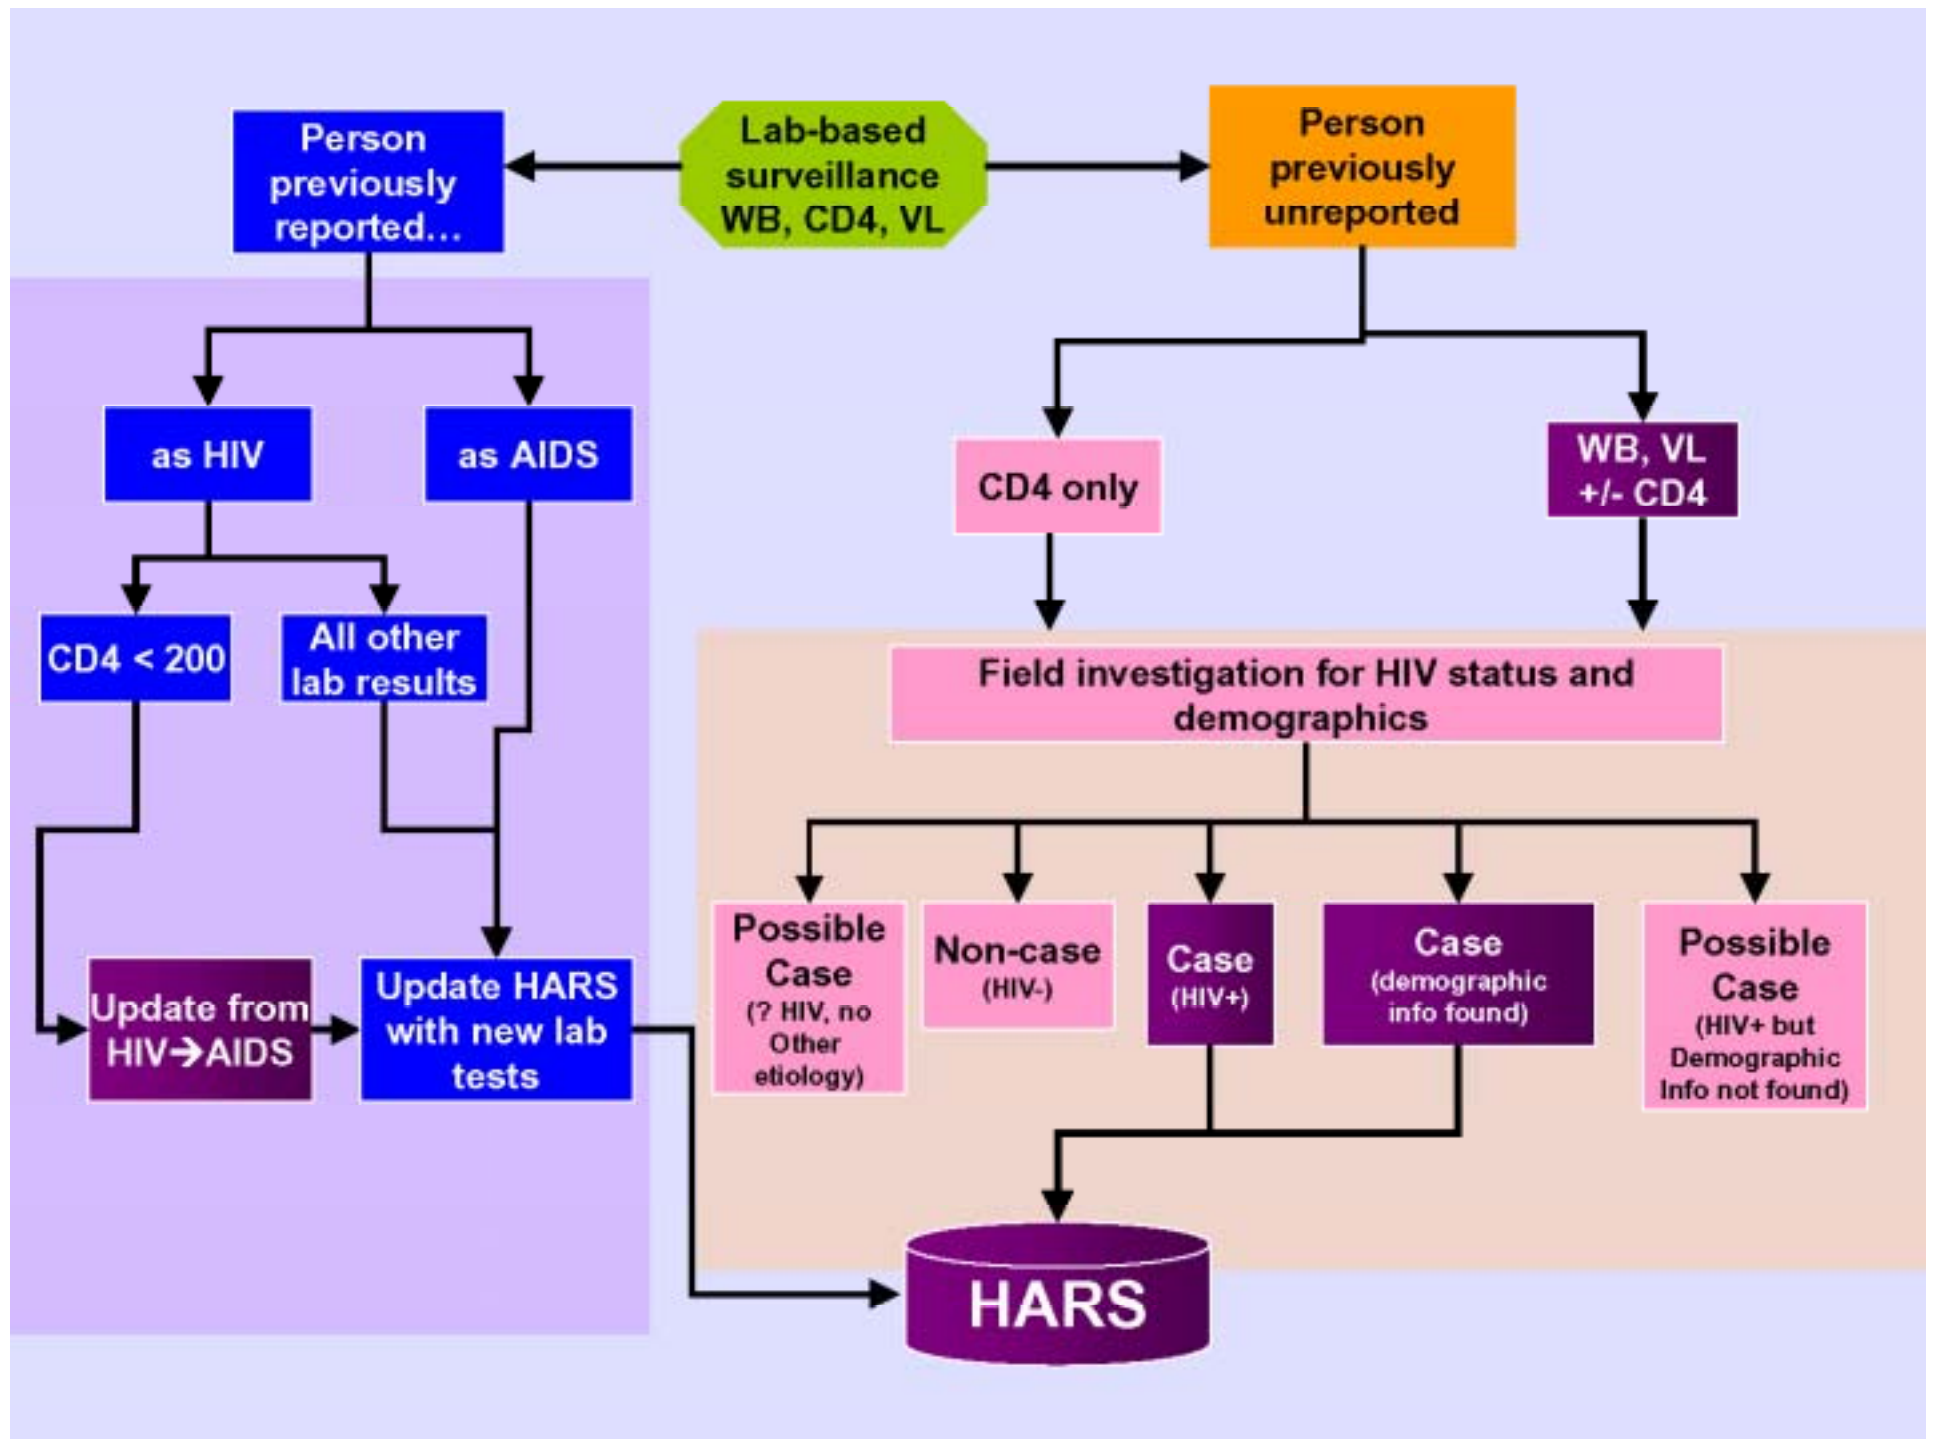 Person
previously
reported...
Lab-based
surveillance
WB, CD4, VL
Person
previously
unreported
as HIV
as AIDS
CD4 only
WB, VL
+/- CD4
CD4 < 200
All other
lab results
Field investigation for HIV status and
demographics
Update from
HIV➔AIDS
Update HARS
with new lab
tests
Possible
Case
(? HIV, no
Other
etiology)
Non-case
(HIV-)
Case
(HIV+)
Case
(demographic
info found)
Possible
Case
(HIV+ but
Demographic
Info not found)
HARS